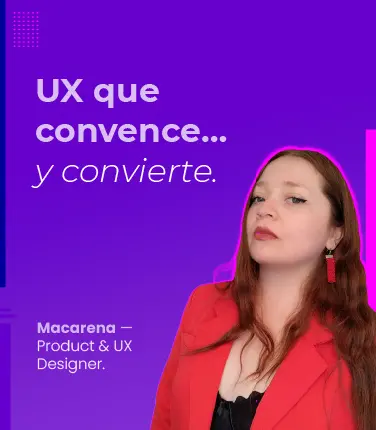 UX que
convence...
y convierte.
Macarena —
Product & UX
Designer.